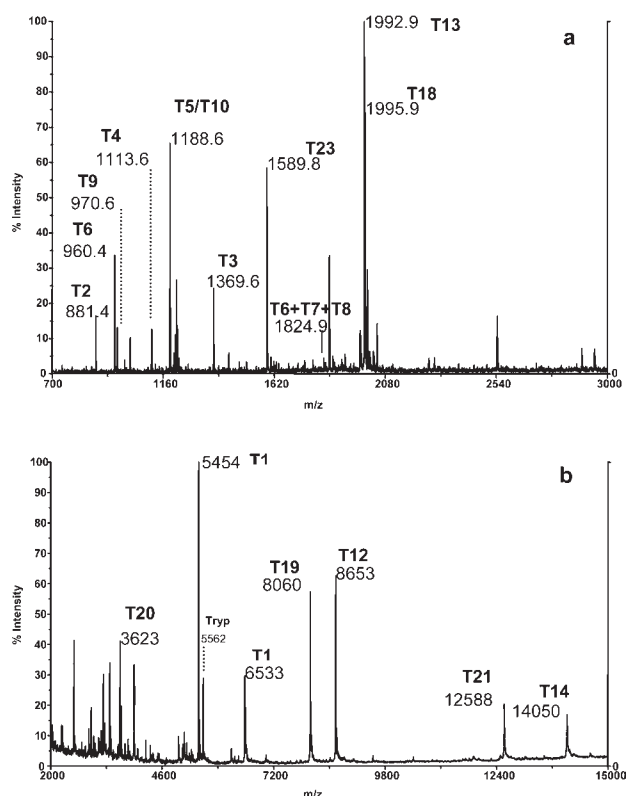 a
100
90
80
70
60
50
40
30
20
10
0
% Intensity
1992.9 T13
T18
1995.9
T5/T10
1188.6
T4
1113.6
T23
1589.8
T9
970.6
T6
960.4
T3
1369.6
T2
881.4
T6+T7+T8
1824.9
0
700 1160 1620 2080 2540 3000
m/z
b
100
90
80
70
60
50
40
30
20
10
0
% Intensity
5454 T1
T19
8060
T12
8653
T20
3623
Tryp
5562
T1
6533
T21
12588
T14
14050
0
2000 4600 7200 9800 12400 15000
m/z